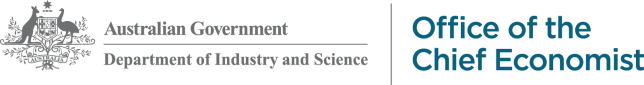 Australian Government
Department of Industry and Science
Office of the
Chief Economist